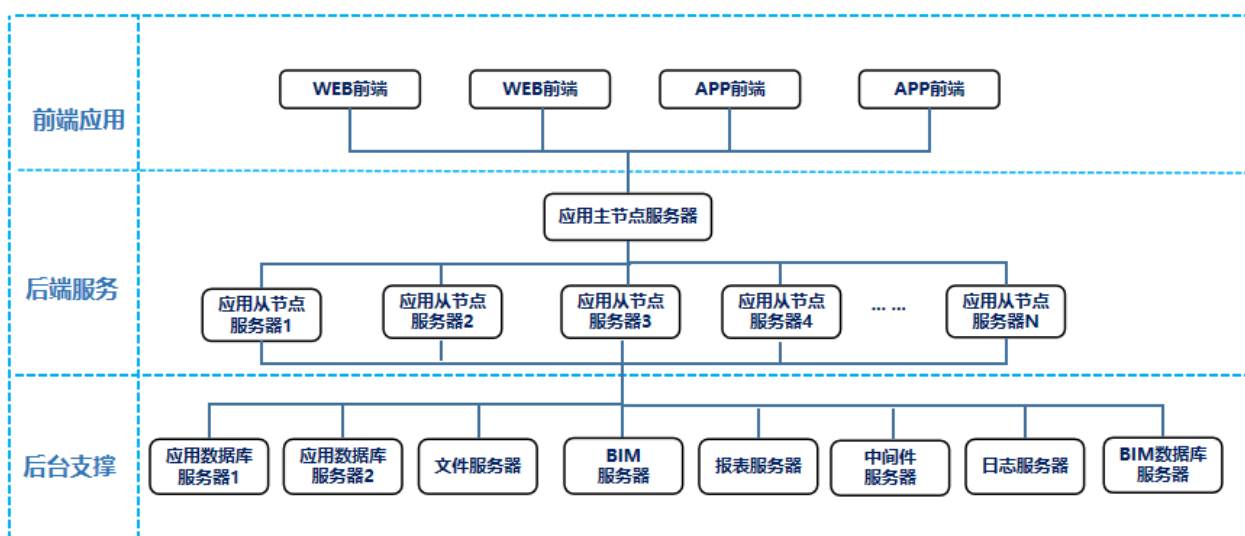 前端应用
WEB前端
WEB前端
APP前端
APP前端
后端服务
应用主节点服务器
应用从节点
服务器1
应用从节点
服务器2
应用从节点
服务器3
应用从节点
服务器4
... ...
应用从节点
服务器N
后台支撑
应用数据库
服务器1
应用数据库
服务器2
文件服务器
BIM
服务器
报表服务器
中间件
服务器
日志服务器
BIM数据库
服务器